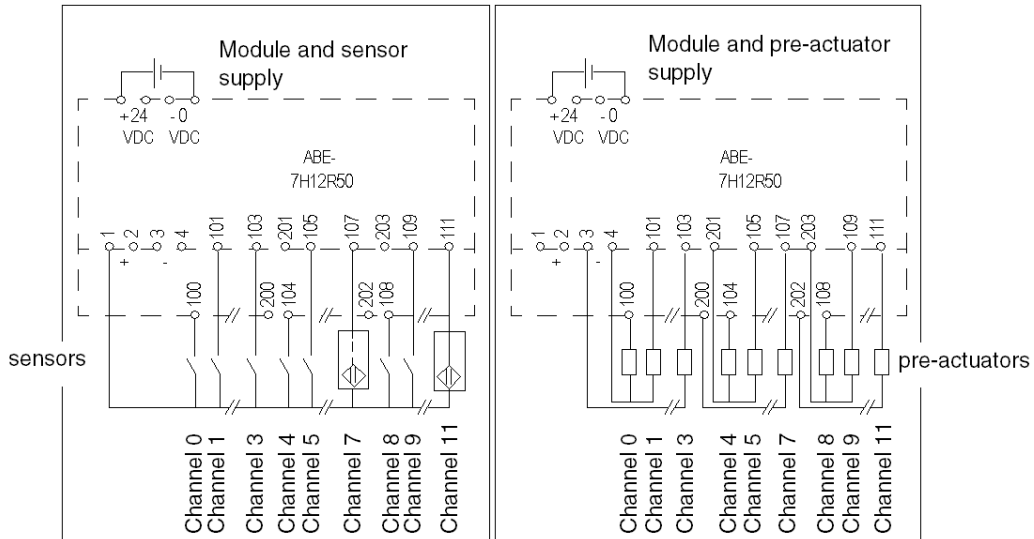 Module and sensor
supply
+24 -0
VDC VDC
ABE-
7H12R50
1 2 3 4 101 103 201 105 107 203 109 111
+ -
100 200 104 202 108
sensors
Channel 0
Channel 1
Channel 3
Channel 4
Channel 5
Channel 7
Channel 8
Channel 9
Channel 11
Module and pre-actuator
supply
+24 -0
VDC VDC
ABE-
7H12R50
1 2 3 4 101 103 201 105 107 203 109 111
+ -
100 200 104 202 108
pre-actuators
Channel 0
Channel 1
Channel 3
Channel 4
Channel 5
Channel 7
Channel 8
Channel 9
Channel 11